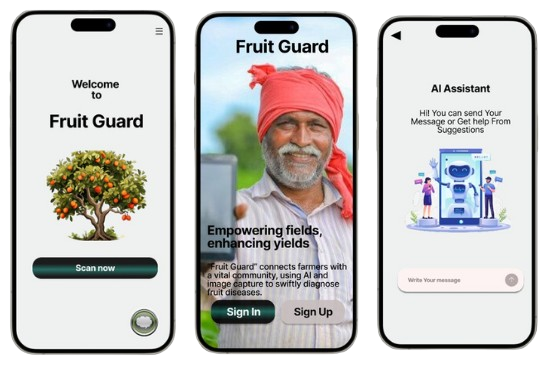 Welcome
to
Fruit Guard
Scan now
Fruit Guard
Empowering fields,
enhancing yields
"Fruit Guard" connects farmers with
a vital community, using AI and
image capture to swiftly diagnose
fruit diseases.
Sign In
Sign Up
AI Assistant
Hi! You can send Your
Message or Get help From
Suggestions
Write Your message